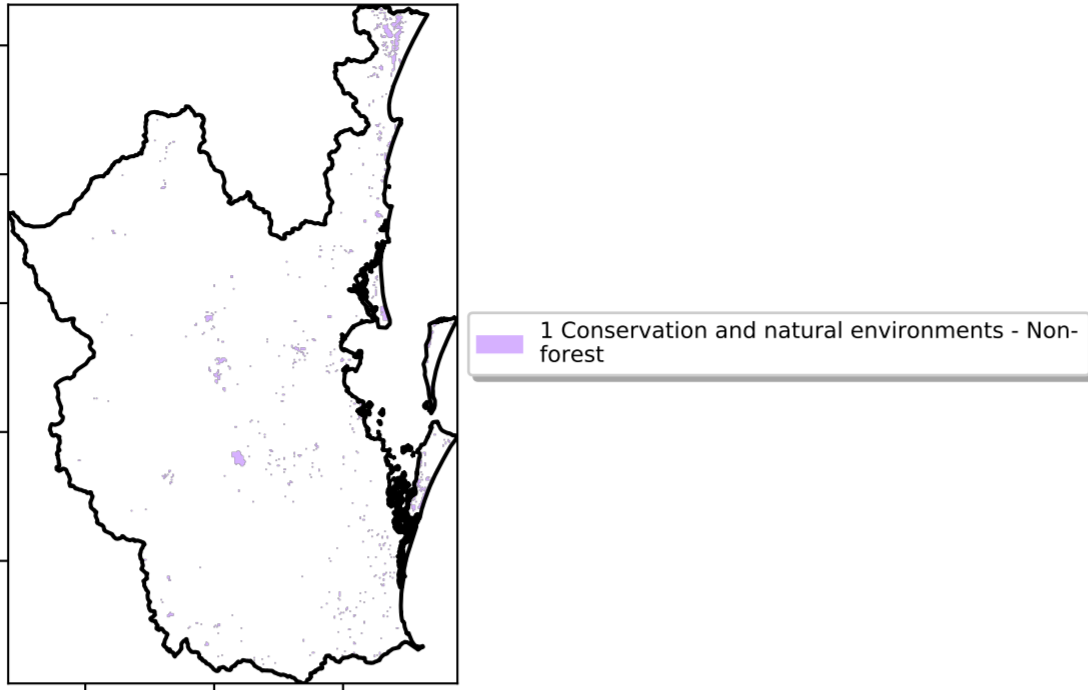 1 Conservation and natural environments - Non-
forest